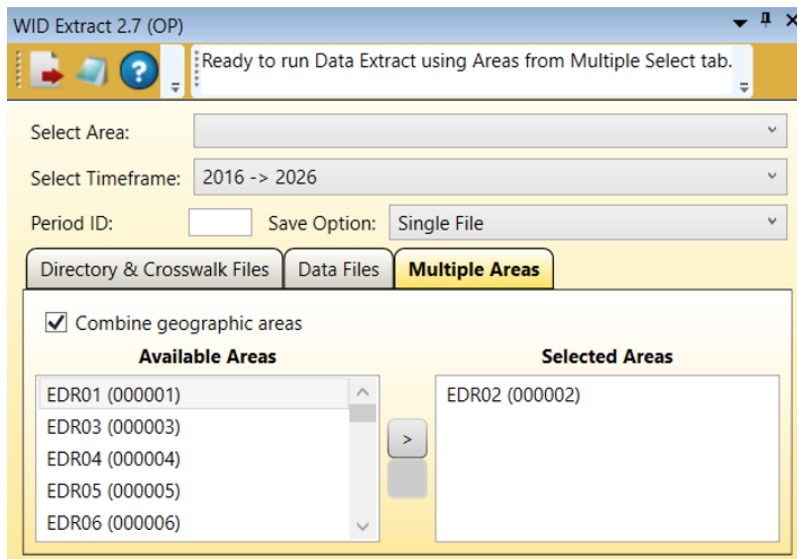 WID Extract 2.7 (OP)
Ready to run Data Extract using Areas from Multiple Select tab.
Select Area:
Select Timeframe: 2016 -> 2026
Period ID: Save Option: Single File
Directory & Crosswalk Files Data Files Multiple Areas
Combine geographic areas
Available Areas Selected Areas
EDR01 (000001) EDR02 (000002)
EDR03 (000003)
EDR04 (000004)
>
EDR05 (000005)
EDR06 (000006)